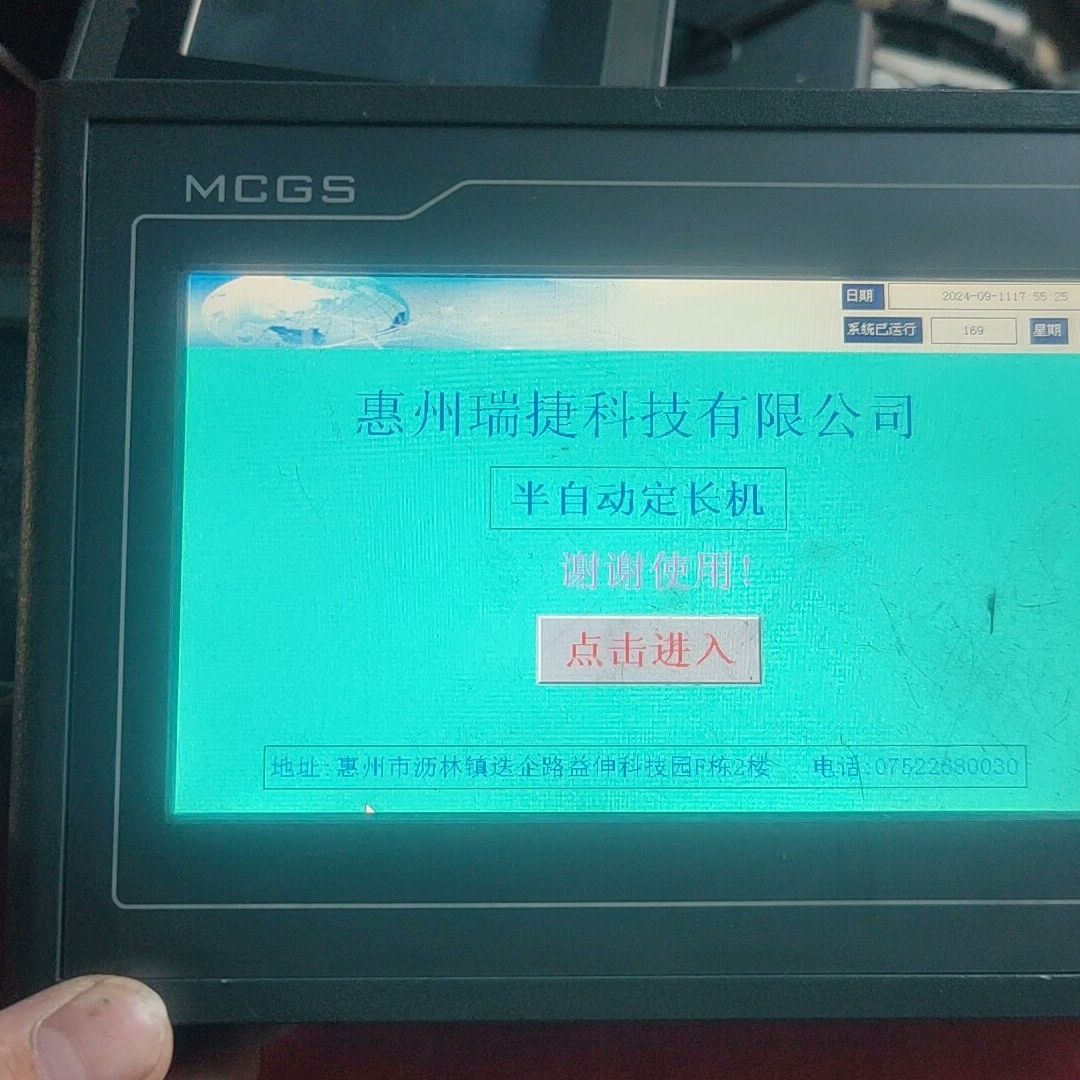 MCGS
日期 2024-09-1117:55:25
系统已运行 169 星期
惠州瑞捷科技有限公司
半自动定长机
谢谢使用!
点击进入
地址:惠州市沥林镇迭企路益伸科技园F栋2楼 电话:07522680030